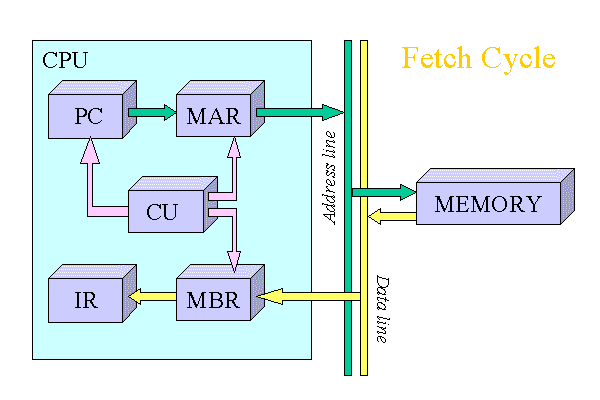 Fetch Cycle
CPU
PC
MAR
Address line
CU
MEMORY
IR
MBR
Data line